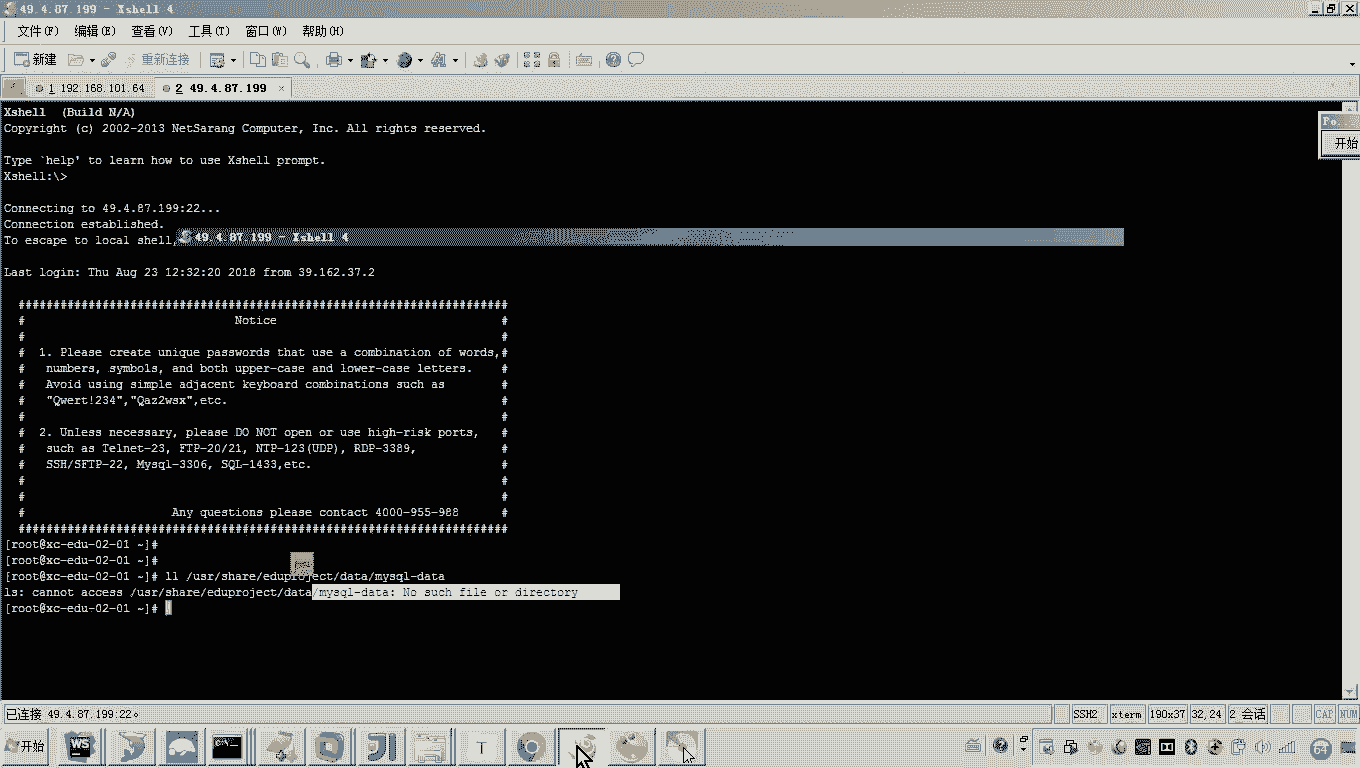 49.4.87.199 - Xshell 4
文件(F) 编辑(E) 查看(V) 工具(T) 窗口(W) 帮助(H)
新建 重新连接
1 192.168.101.64 2 49.4.87.199
Xshell (Build N/A)
Copyright (c) 2002-2013 NetSarang Computer, Inc. All rights reserved.
Type `help' to learn how to use Xshell prompt.
Xshell:\>
Connecting to 49.4.87.199:22...
Connection established.
To escape to local shell,
49.4.87.199 - Xshell 4
Last login: Thu Aug 23 12:32:20 2018 from 39.162.37.2
########################################################################
# Notice #
# #
# 1. Please create unique passwords that use a combination of words,#
# numbers, symbols, and both upper-case and lower-case letters. #
# Avoid using simple adjacent keyboard combinations such as #
# "Qwert!234","Qaz2wsx",etc. #
# #
# 2. Unless necessary, please DO NOT open or use high-risk ports, #
# such as Telnet-23, FTP-20/21, NTP-123(UDP), RDP-3389, #
# SSH/SFTP-22, Mysql-3306, SQL-1433,etc. #
# #
# #
# Any questions please contact 4000-955-988 #
########################################################################
[root@xc-edu-02-01 ~]#
[root@xc-edu-02-01 ~]#
[root@xc-edu-02-01 ~]# ll /usr/share/eduproject/data/mysql-data
ls: cannot access /usr/share/eduproject/data/mysql-data: No such file or directory
[root@xc-edu-02-01 ~]#
Po...
开始
已连接 49.4.87.199:22。 SSH2 xterm 190x37 32,24 2 会话 CAP NUM
开始 WS T 64